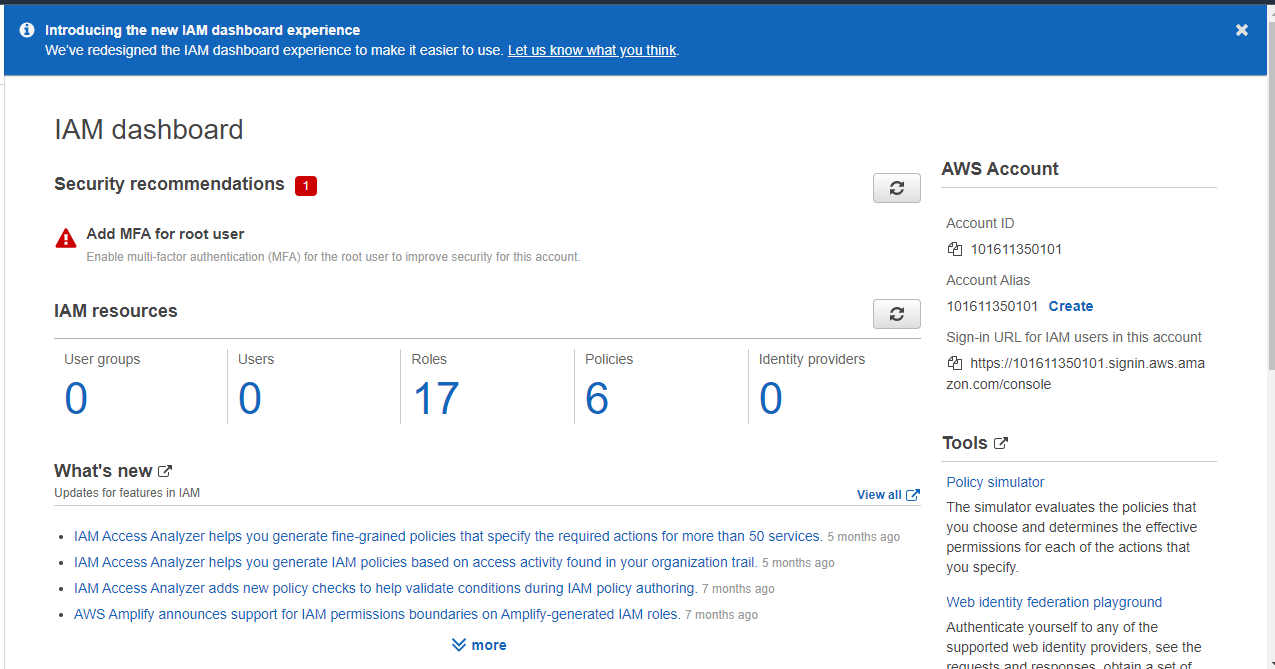 Introducing the new IAM dashboard experience
We've redesigned the IAM dashboard experience to make it easier to use. Let us know what you think.
IAM dashboard
Security recommendations 1
Add MFA for root user
Enable multi-factor authentication (MFA) for the root user to improve security for this account.
IAM resources
User groups
0
Users
0
Roles
17
Policies
6
Identity providers
0
What's new
Updates for features in IAM
View all
• IAM Access Analyzer helps you generate fine-grained policies that specify the required actions for more than 50 services. 5 months ago
• IAM Access Analyzer helps you generate IAM policies based on access activity found in your organization trail. 5 months ago
• IAM Access Analyzer adds new policy checks to help validate conditions during IAM policy authoring. 7 months ago
• AWS Amplify announces support for IAM permissions boundaries on Amplify-generated IAM roles. 7 months ago
more
AWS Account
Account ID
101611350101
Account Alias
101611350101 Create
Sign-in URL for IAM users in this account
https://101611350101.signin.aws.ama
zon.com/console
Tools
Policy simulator
The simulator evaluates the policies that
you choose and determines the effective
permissions for each of the actions that
you specify.
Web identity federation playground
Authenticate yourself to any of the
supported web identity providers, see the
requests and responses, obtain a set of